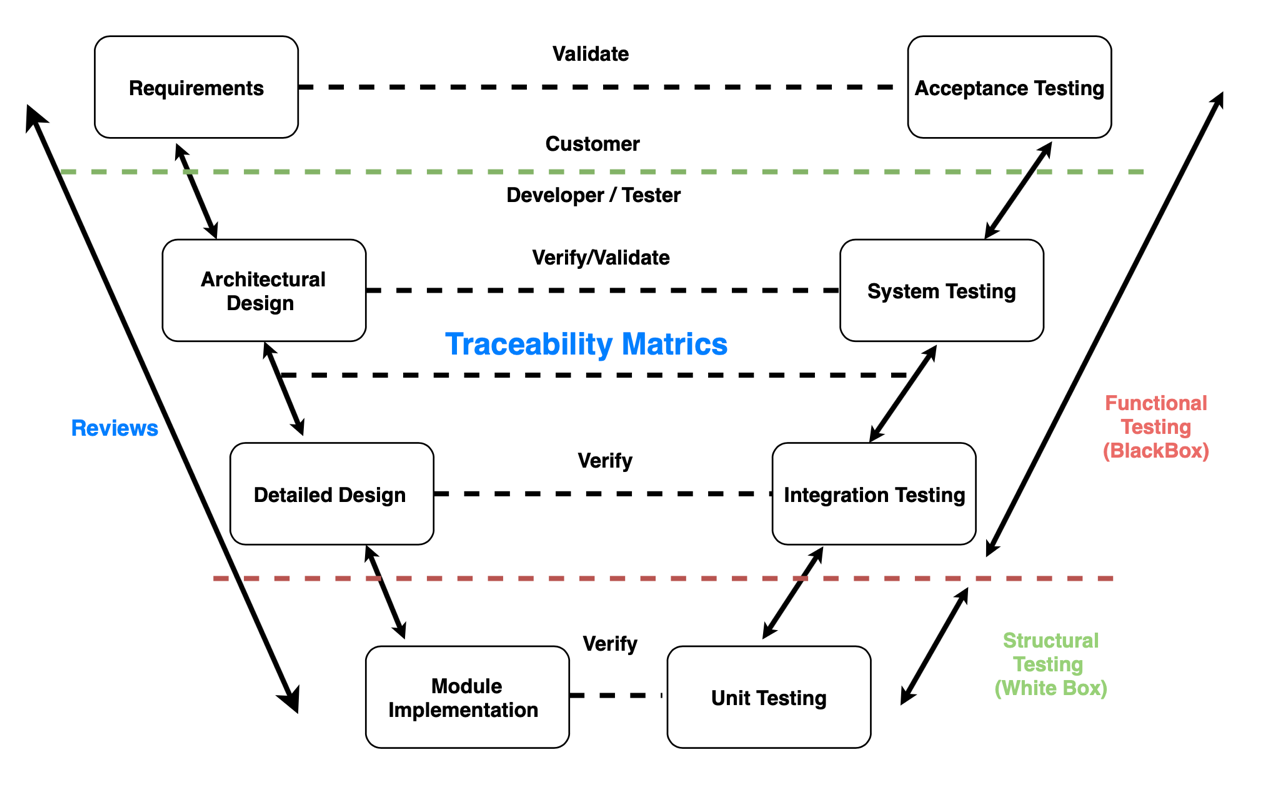 Validate
Requirements
Acceptance Testing
Customer
Developer / Tester
Verify/Validate
Architectural
Design
System Testing
Traceability Matrics
Reviews
Functional
Testing
(BlackBox)
Verify
Detailed Design
Integration Testing
Verify
Structural
Testing
(White Box)
Module
Implementation
Unit Testing